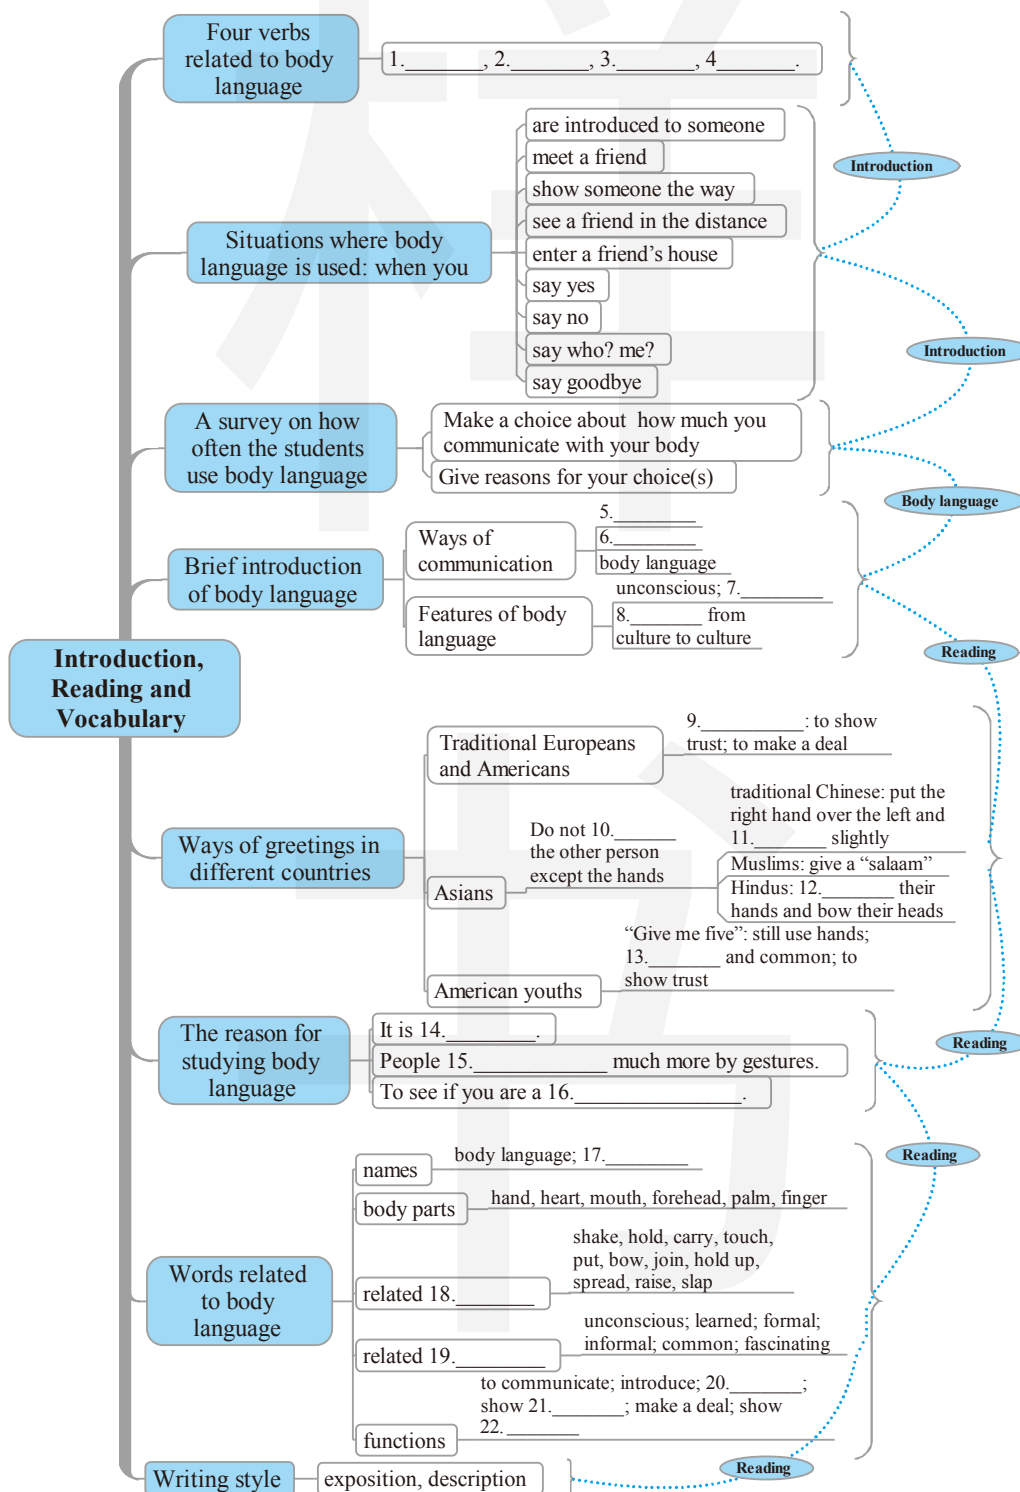 Four verbs
related to body
language
1.________, 2.________, 3.________, 4________.
Introduction
Situations where body
language is used: when you
are introduced to someone
meet a friend
show someone the way
see a friend in the distance
enter a friend's house
say yes
say no
say who? me?
say goodbye
Introduction
A survey on how
often the students
use body language
Make a choice about how much you
communicate with your body
Give reasons for your choice(s)
Body language
Brief introduction
of body language
Ways of
communication
5.________
6.________
body language
Features of body
language
unconscious; 7.________
8.________ from
culture to culture
Reading
Introduction,
Reading and
Vocabulary
Ways of greetings in
different countries
Traditional Europeans
and Americans
9.__________: to show
trust; to make a deal
Asians
Do not 10.______
the other person
except the hands
traditional Chinese: put the
right hand over the left and
11._______ slightly
Muslims: give a “salaam”
Hindus: 12._______ their
hands and bow their heads
American youths
“Give me five”: still use hands;
13._______ and common; to
show trust
Reading
The reason for
studying body
language
It is 14.________.
People 15.____________ much more by gestures.
To see if you are a 16._______________.
Reading
Words related
to body
language
names
body language; 17.________
body parts
hand, heart, mouth, forehead, palm, finger
related 18._______
shake, hold, carry, touch,
put, bow, join, hold up,
spread, raise, slap
related 19.________
unconscious; learned; formal;
informal; common; fascinating
functions
to communicate; introduce; 20._______;
show 21._______; make a deal; show
22._______
Reading
Writing style
exposition, description
样
书